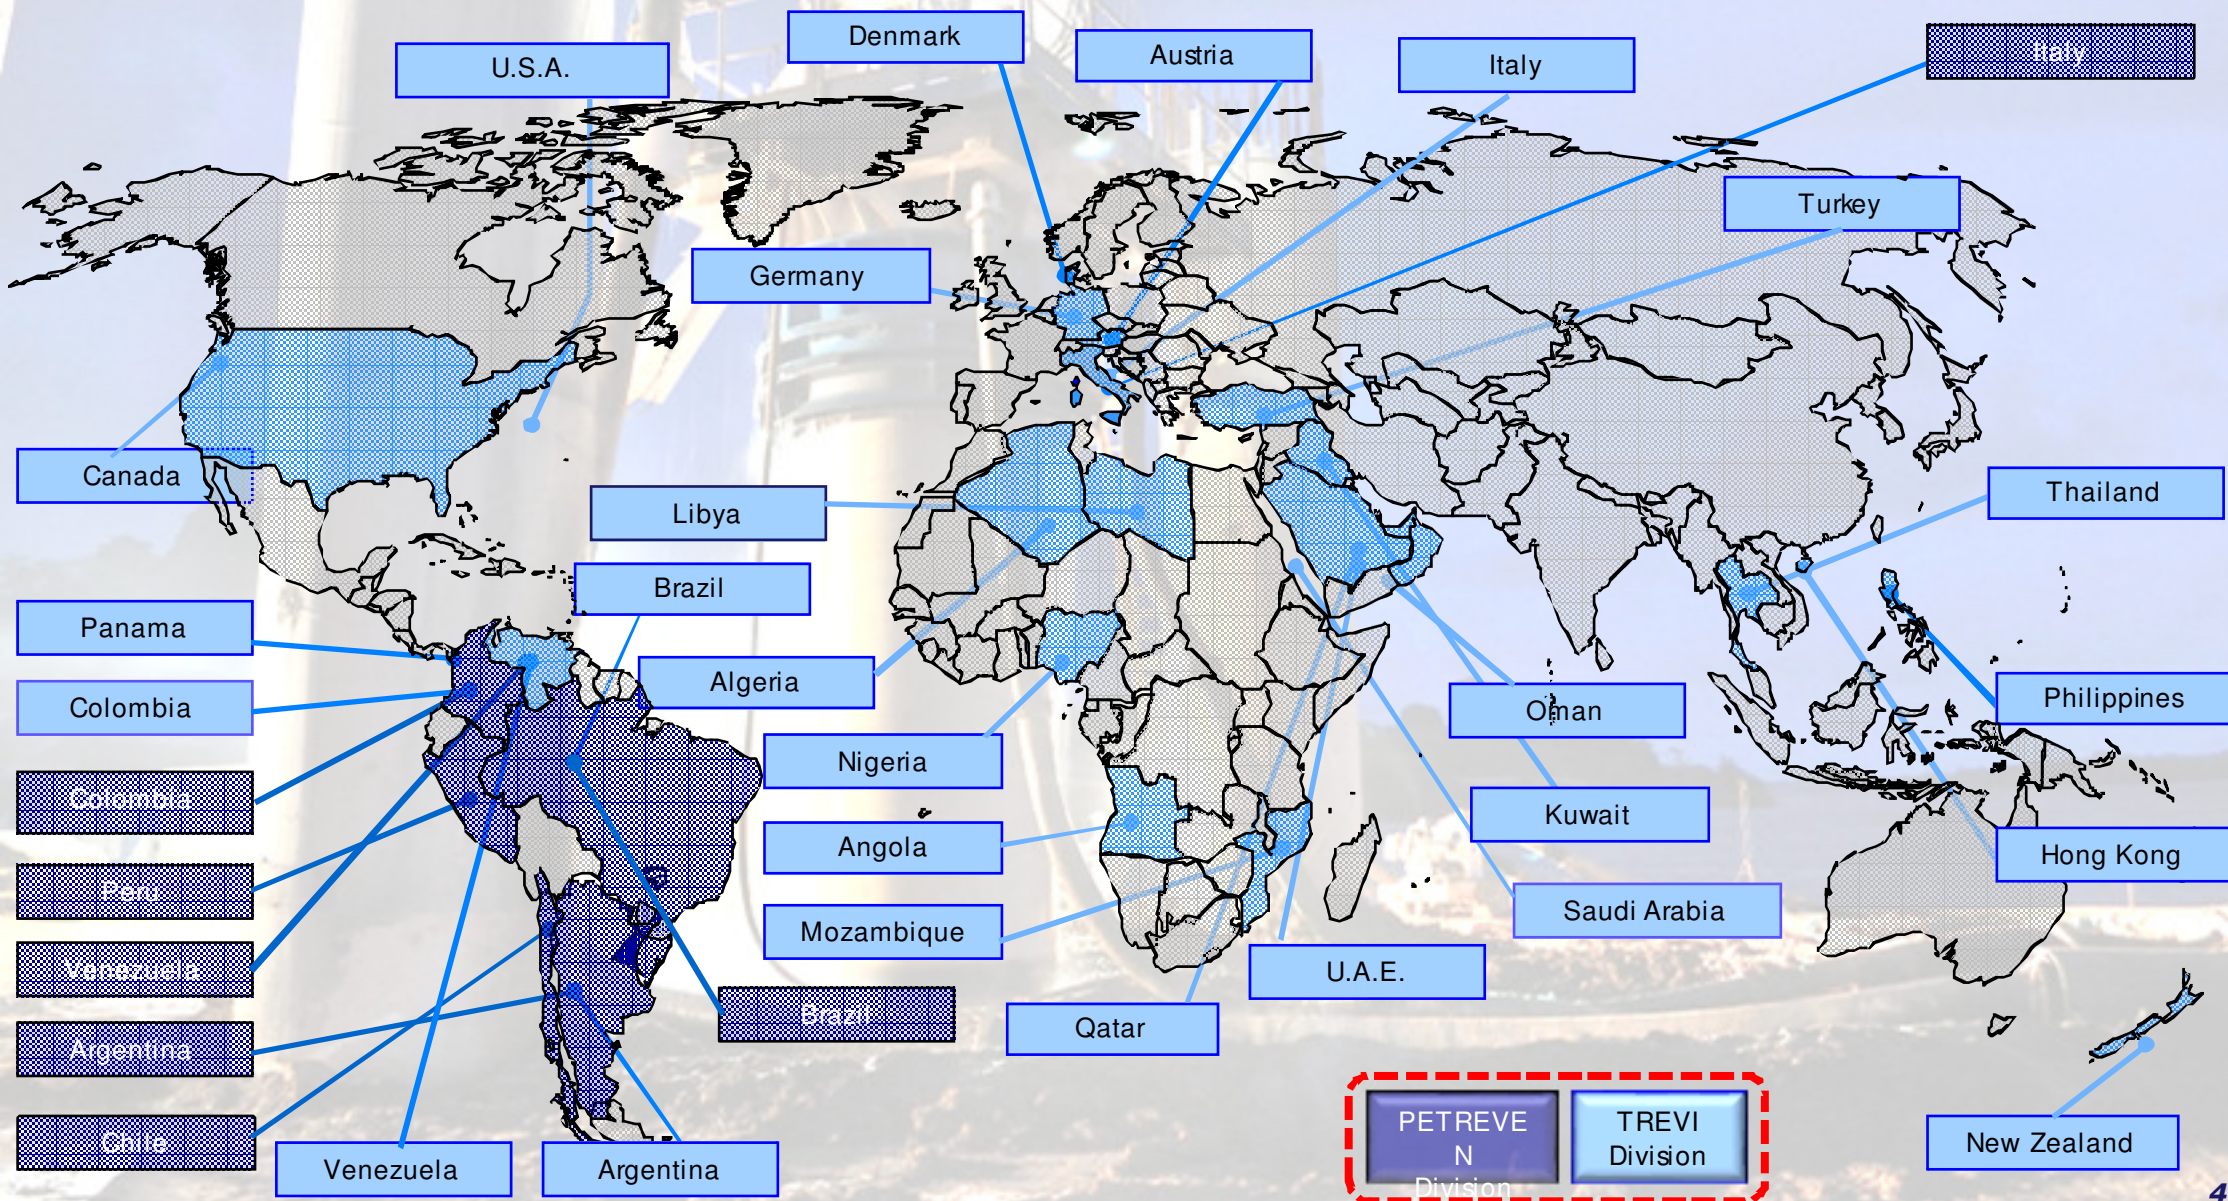 Denmark
Austria
Italy
Italy
U.S.A.
Turkey
Germany
Canada
Thailand
Libya
Brazil
Panama
Algeria
Colombia
Oman
Philippines
Nigeria
Colombia
Kuwait
Angola
Hong Kong
Peru
Saudi Arabia
Mozambique
Venezuela
U.A.E.
Brazil
Qatar
Argentina
PETREVE
N
Division
TREVI
Division
Chile
Venezuela
Argentina
New Zealand
4